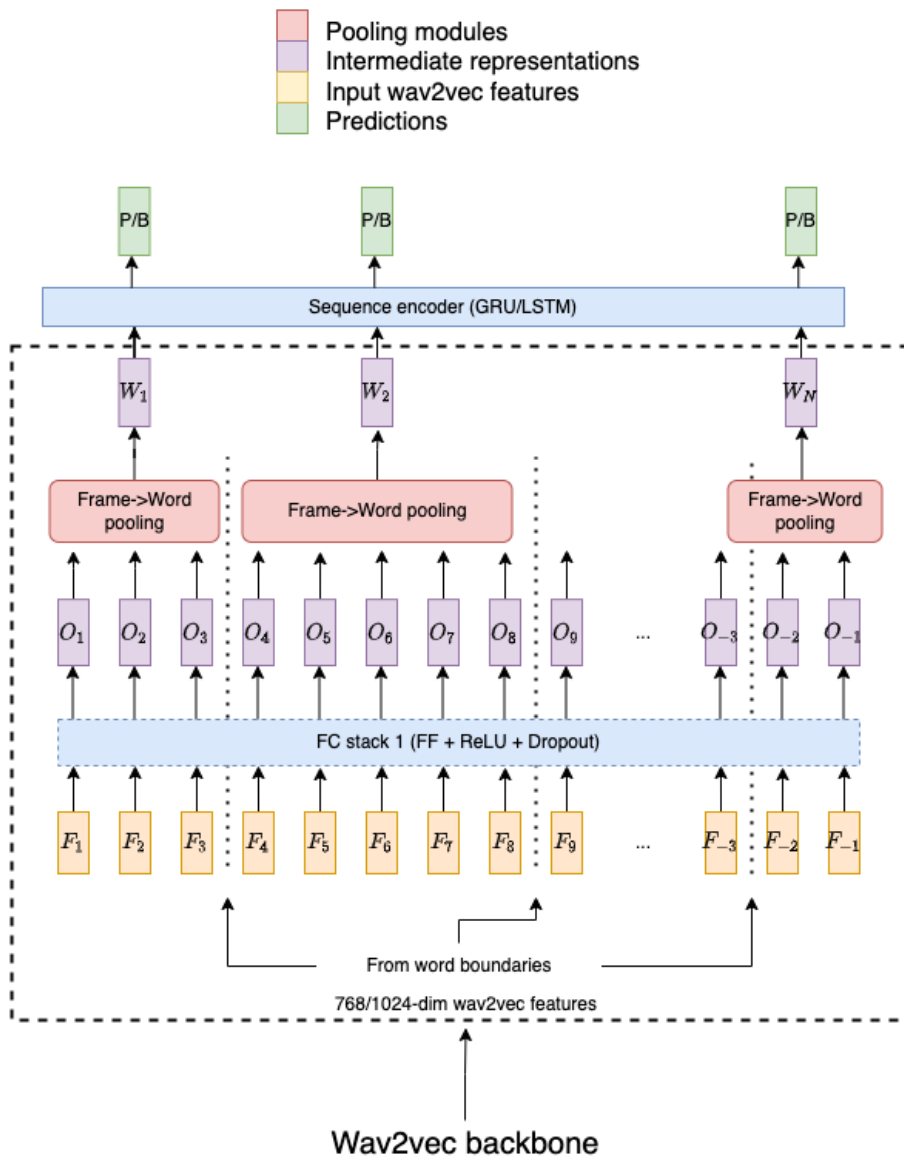 Pooling modules
Intermediate representations
Input wav2vec features
Predictions
P/B P/B P/B
Sequence encoder (GRU/LSTM)
W₁ W₂ W_N
Frame->Word pooling Frame->Word pooling Frame->Word pooling
O₁ O₂ O₃ O₄ O₅ O₆ O₇ O₈ O₉ ... O₋₃ O₋₂ O₋₁
FC stack 1 (FF + ReLU + Dropout)
F₁ F₂ F₃ F₄ F₅ F₆ F₇ F₈ F₉ ... F₋₃ F₋₂ F₋₁
From word boundaries
768/1024-dim wav2vec features
Wav2vec backbone